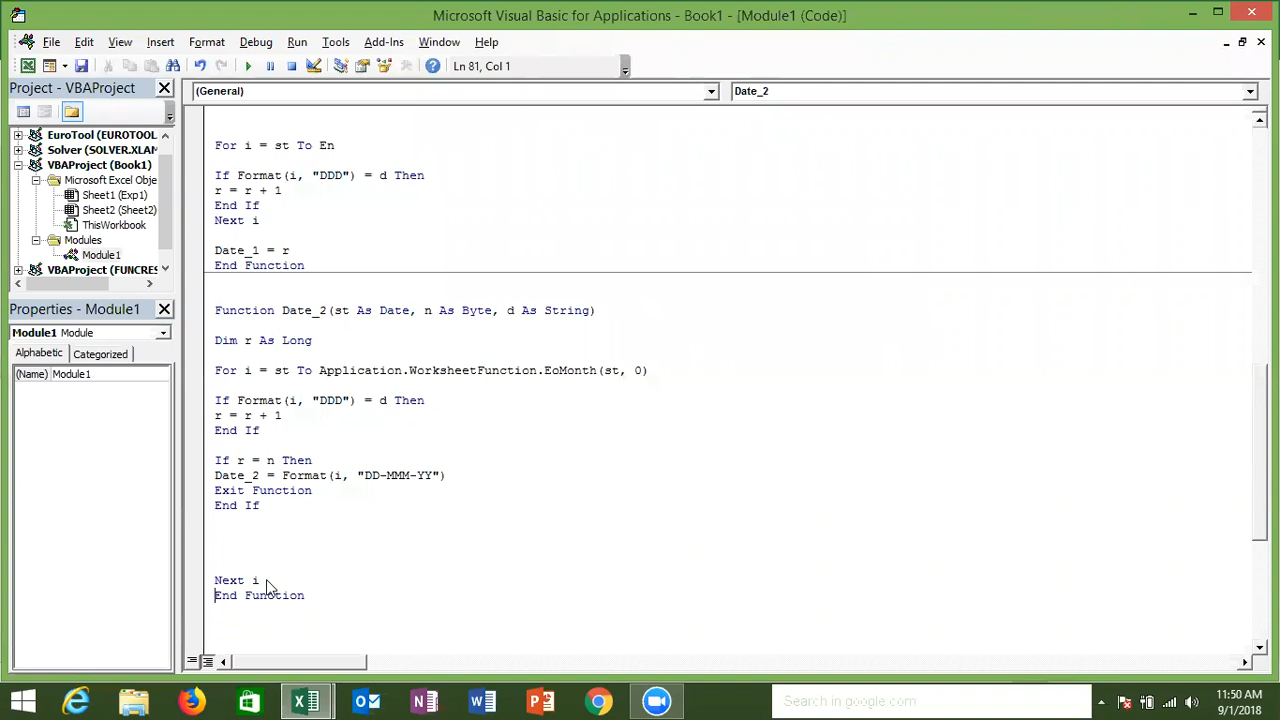 Microsoft Visual Basic for Applications - Book1 - [Module1 (Code)]
File Edit View Insert Format Debug Run Tools Add-Ins Window Help
Ln 81, Col 1
Project - VBAProject
(General)
Date_2
EuroTool (EUROTOOL
Solver (SOLVER.XLAM
VBAProject (Book1)
Microsoft Excel Obje
Sheet1 (Exp1)
Sheet2 (Sheet2)
ThisWorkbook
Modules
Module1
VBAProject (FUNCRES
Properties - Module1
Module1 Module
Alphabetic Categorized
(Name) Module1
For i = st To En
If Format(i, "DDD") = d Then
r = r + 1
End If
Next i
Date_1 = r
End Function
Function Date_2(st As Date, n As Byte, d As String)
Dim r As Long
For i = st To Application.WorksheetFunction.EoMonth(st, 0)
If Format(i, "DDD") = d Then
r = r + 1
End If
If r = n Then
Date_2 = Format(i, "DD-MMM-YY")
Exit Function
End If
Next i
End Function
Search in google.com
11:50 AM
9/1/2018